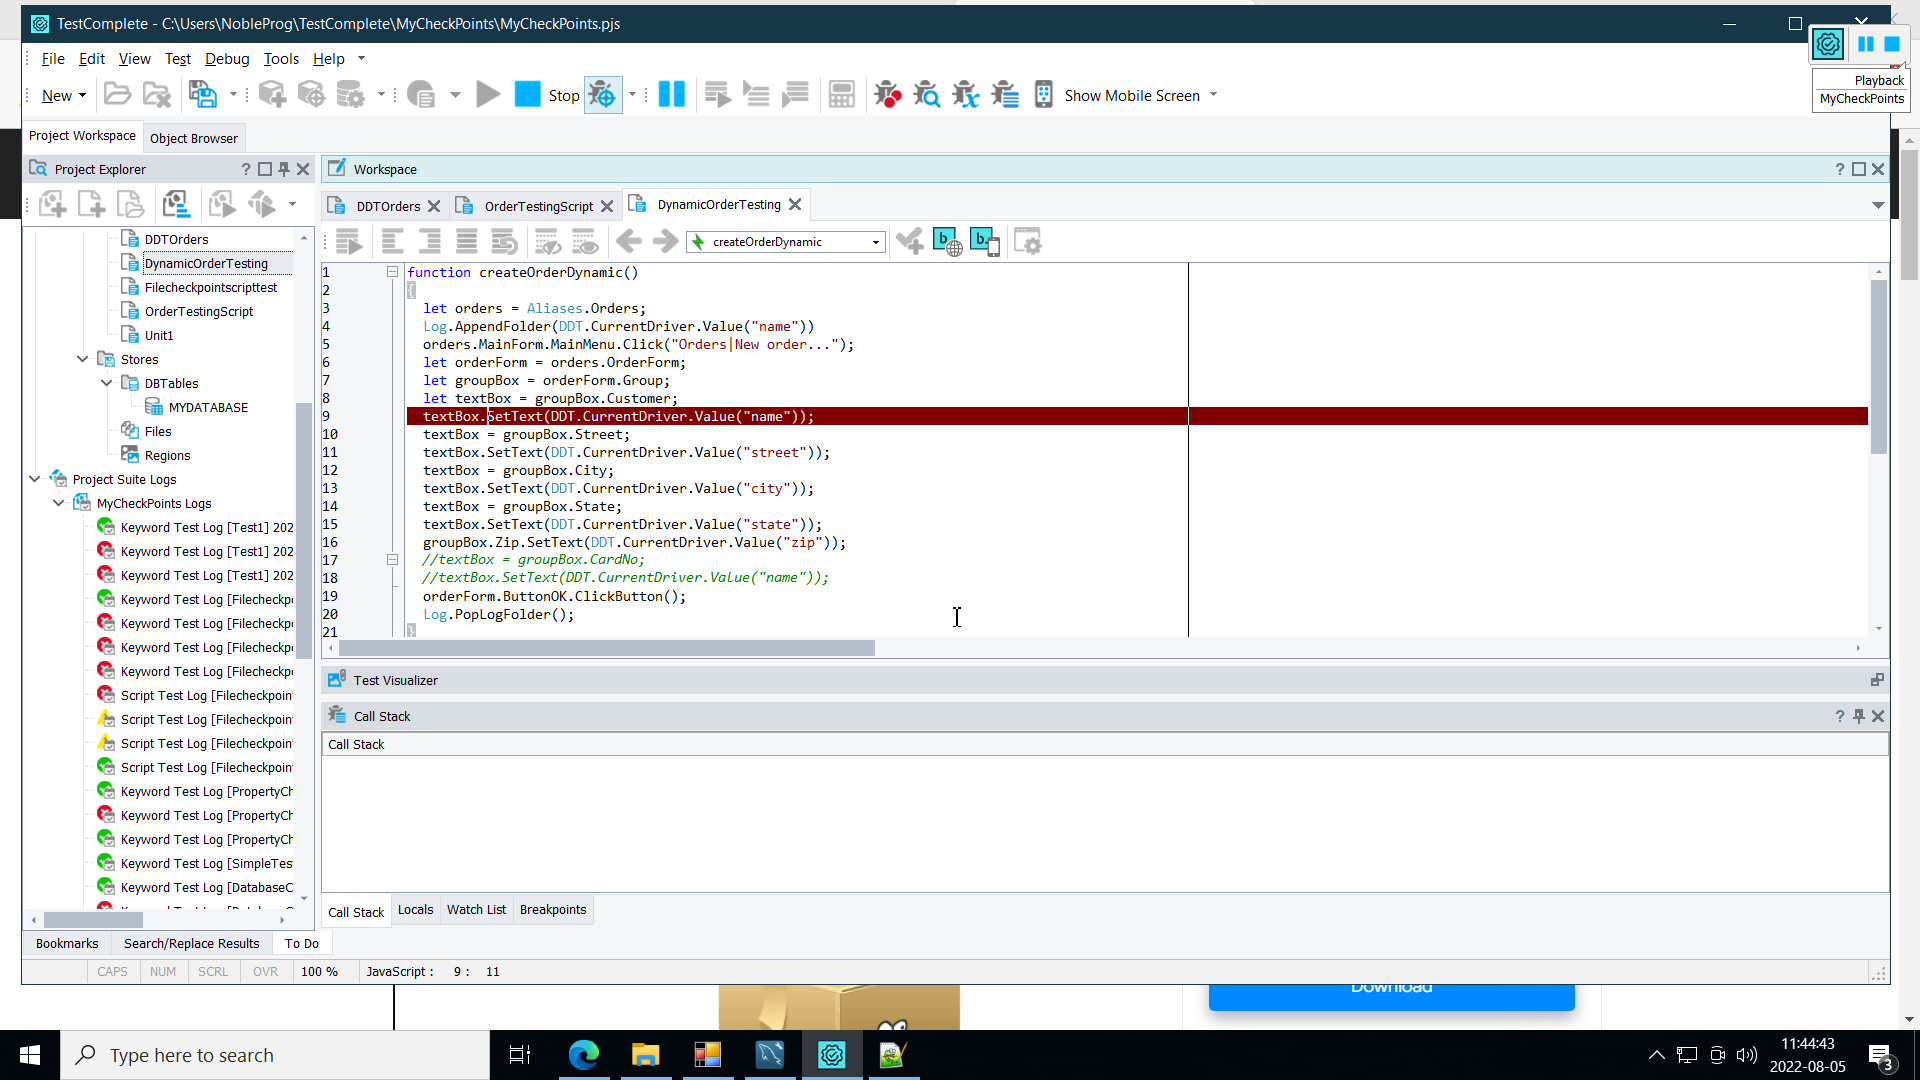 TestComplete - C:\Users\NobleProg\TestComplete\MyCheckPoints\MyCheckPoints.pjs
File Edit View Test Debug Tools Help
New Stop Show Mobile Screen
Playback
MyCheckPoints
Project Workspace Object Browser
Project Explorer ?
Workspace ?
DDTOrders OrderTestingScript DynamicOrderTesting
createOrderDynamic
DDTOrders
DynamicOrderTesting
Filecheckpointscripttest
OrderTestingScript
Unit1
Stores
DBTables
MYDATABASE
Files
Regions
Project Suite Logs
MyCheckPoints Logs
Keyword Test Log [Test1] 202
Keyword Test Log [Test1] 202
Keyword Test Log [Test1] 202
Keyword Test Log [Filecheckp
Keyword Test Log [Filecheckp
Keyword Test Log [Filecheckp
Keyword Test Log [Filecheckp
Script Test Log [Filecheckpoin
Script Test Log [Filecheckpoin
Script Test Log [Filecheckpoin
Script Test Log [Filecheckpoin
Keyword Test Log [PropertyCh
Keyword Test Log [PropertyCh
Keyword Test Log [PropertyCh
Keyword Test Log [SimpleTes
Keyword Test Log [DatabaseC
1 function createOrderDynamic()
2 {
3 let orders = Aliases.Orders;
4 Log.AppendFolder(DDT.CurrentDriver.Value("name"))
5 orders.MainForm.MainMenu.Click("Orders|New order...");
6 let orderForm = orders.OrderForm;
7 let groupBox = orderForm.Group;
8 let textBox = groupBox.Customer;
9 textBox.SetText(DDT.CurrentDriver.Value("name"));
10 textBox = groupBox.Street;
11 textBox.SetText(DDT.CurrentDriver.Value("street"));
12 textBox = groupBox.City;
13 textBox.SetText(DDT.CurrentDriver.Value("city"));
14 textBox = groupBox.State;
15 textBox.SetText(DDT.CurrentDriver.Value("state"));
16 groupBox.Zip.SetText(DDT.CurrentDriver.Value("zip"));
17 //textBox = groupBox.CardNo;
18 //textBox.SetText(DDT.CurrentDriver.Value("name"));
19 orderForm.ButtonOK.ClickButton();
20 Log.PopLogFolder();
21 }
Test Visualizer
Call Stack ?
Call Stack
Call Stack Locals Watch List Breakpoints
Bookmarks Search/Replace Results To Do
CAPS NUM SCRL OVR 100 % JavaScript : 9 : 11
Download
Type here to search
11:44:43
2022-08-05
3